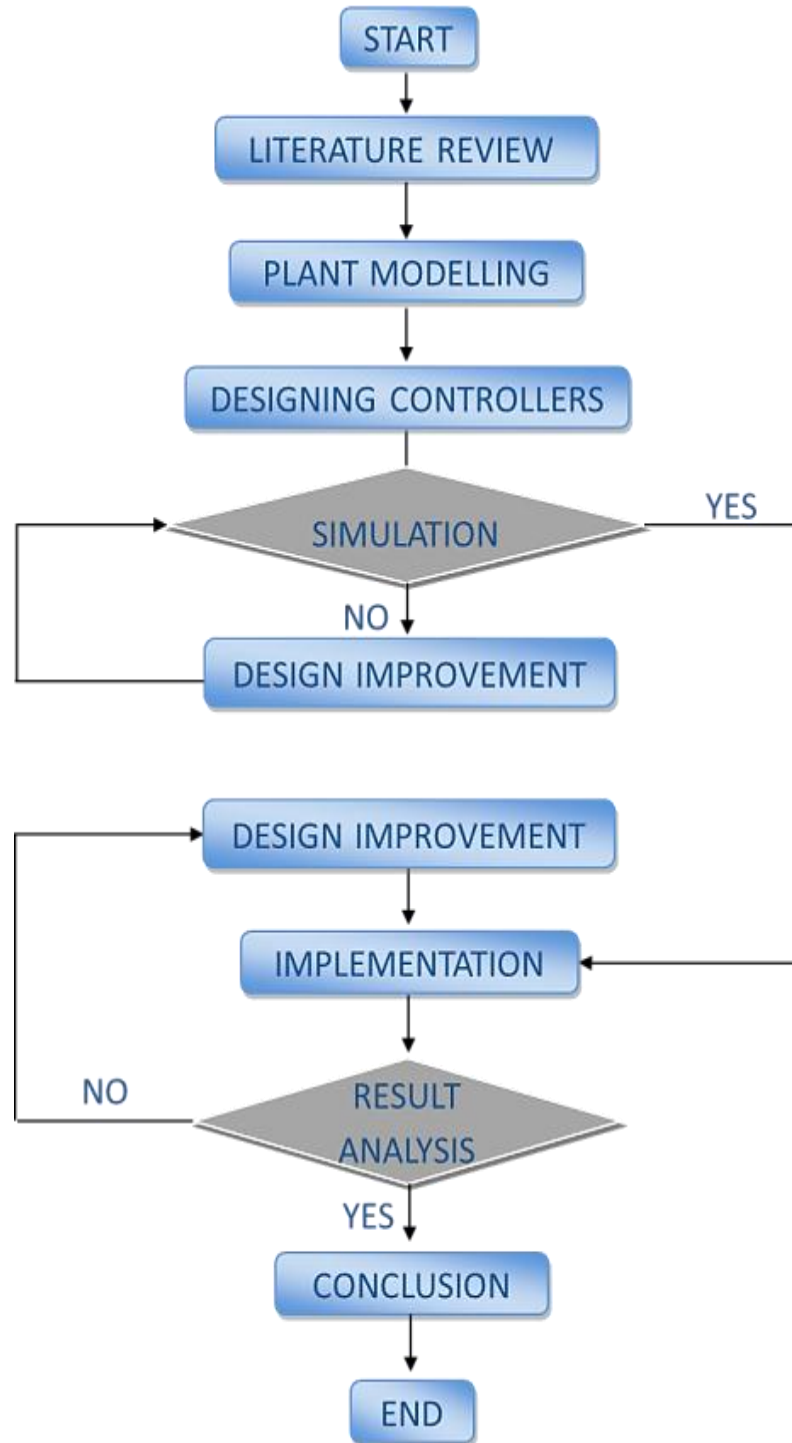 START
LITERATURE REVIEW
PLANT MODELLING
DESIGNING CONTROLLERS
YES
SIMULATION
NO
DESIGN IMPROVEMENT
DESIGN IMPROVEMENT
IMPLEMENTATION
NO
RESULT
ANALYSIS
YES
CONCLUSION
END